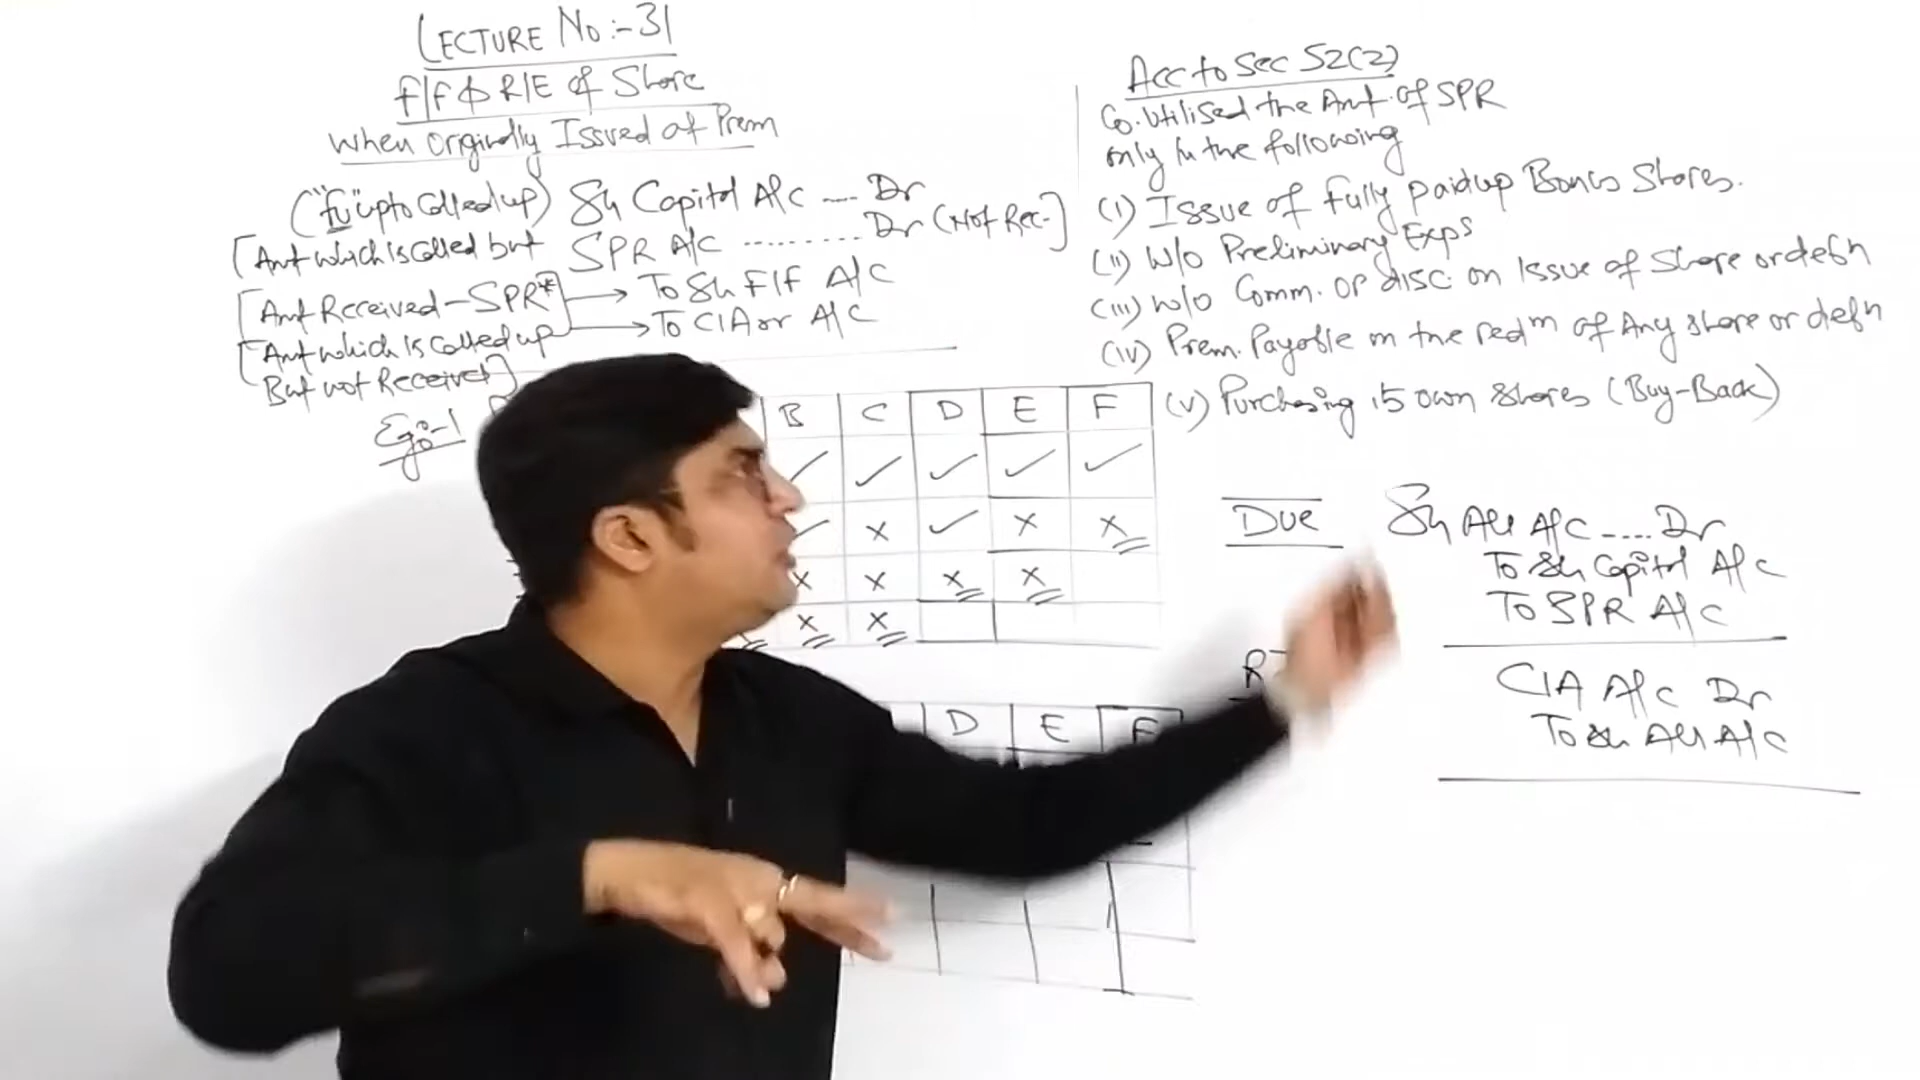 LECTURE No:-31
f/f & R/E of Share
when originally Issued at Prem
("fv" upto Called up) Sh Capital A/c .... Dr
[Amt which is called but SPR A/c .......... Dr (Not Rec-]
[Amt Received - SPR*] → To Sh F/f A/C
[Amt which is called up → To CIArr A/C
But not Received]
Eg:-1
B C D E F
✓ ✓ ✓ ✓ ✓
✓ × ✓ × ×
× × × ×
× ×
D E F
Acc to Sec 52(2)
Co. Utilised the Amt. of SPR
only in the following
(i) Issue of fully paidup Bonus Shares.
(ii) W/o Preliminary Exps
(iii) W/o Comm. or disc. on Issue of Share or debn
(iv) Prem. Payable on the redm of Any share or debn
(v) Purchasing its own shares (Buy-Back)
Due Sh All A/c ....Dr
To Sh Capital A/c
To SPR A/c
CIA A/c Dr
To Sh All A/c